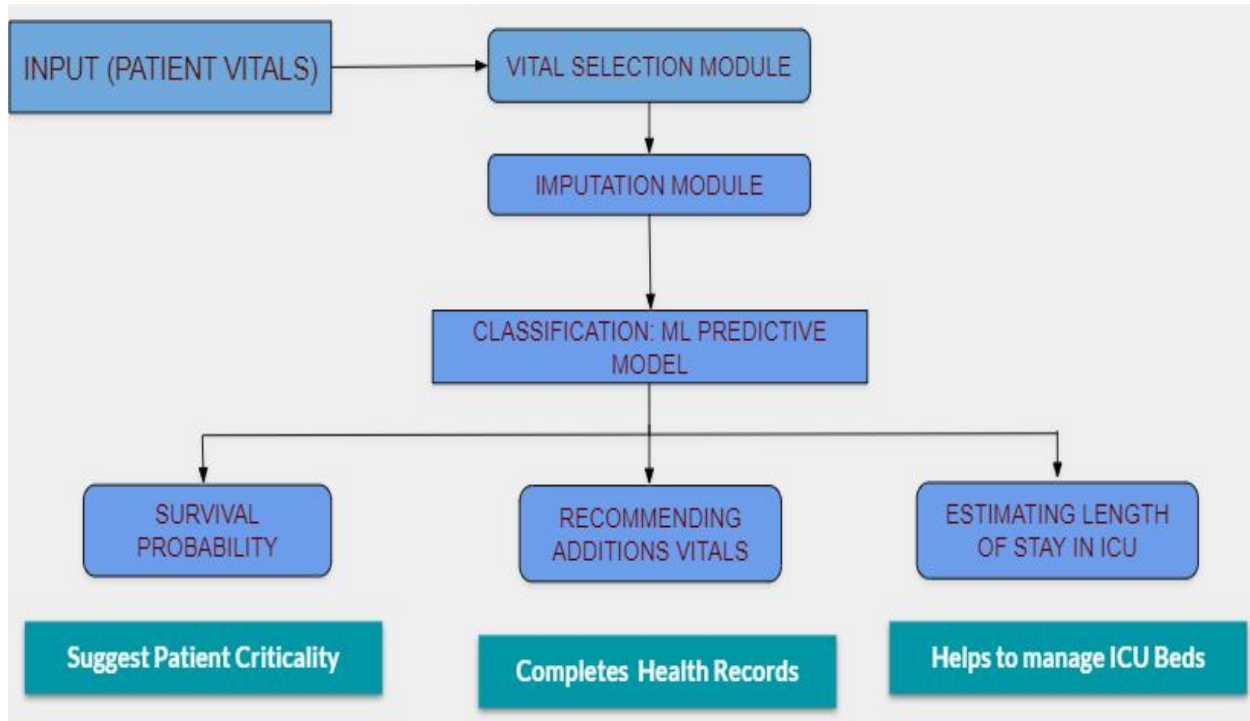 INPUT (PATIENT VITALS)
VITAL SELECTION MODULE
IMPUTATION MODULE
CLASSIFICATION: ML PREDICTIVE
MODEL
SURVIVAL
PROBABILITY
RECOMMENDING
ADDITIONS VITALS
ESTIMATING LENGTH
OF STAY IN ICU
Suggest Patient Criticality
Completes Health Records
Helps to manage ICU Beds